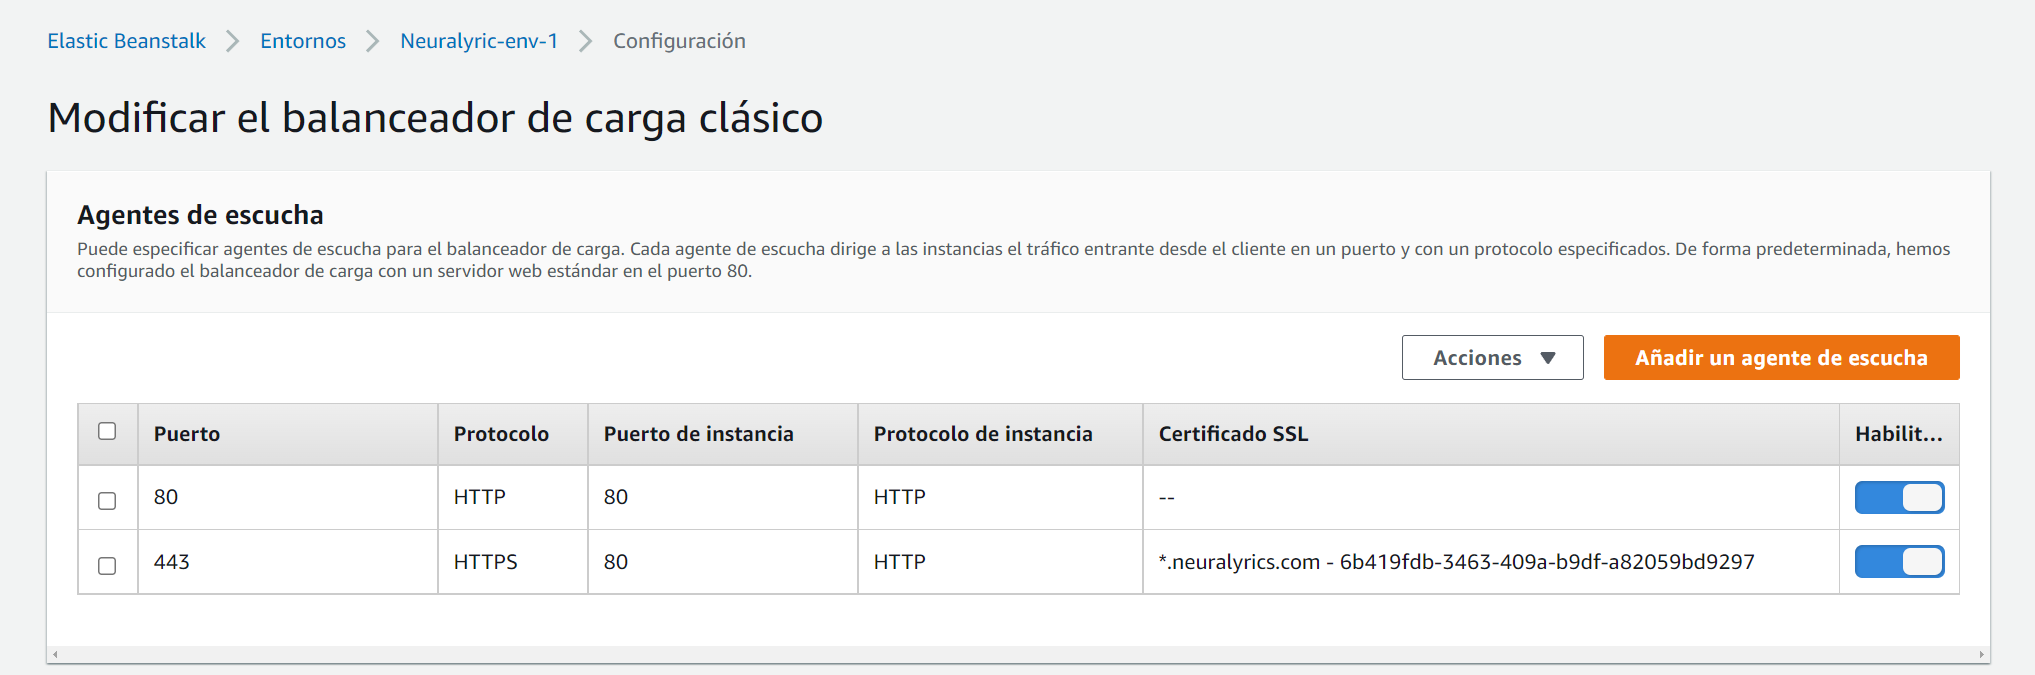 Elastic Beanstalk Entornos Neuralyric-env-1 Configuración
Modificar el balanceador de carga clásico
Agentes de escucha
Puede especificar agentes de escucha para el balanceador de carga. Cada agente de escucha dirige a las instancias el tráfico entrante desde el cliente en un puerto y con un protocolo especificados. De forma predeterminada, hemos
configurado el balanceador de carga con un servidor web estándar en el puerto 80.
Acciones Añadir un agente de escucha
Puerto Protocolo Puerto de instancia Protocolo de instancia Certificado SSL Habilit...
80 HTTP 80 HTTP --
443 HTTPS 80 HTTP *.neuralyrics.com - 6b419fdb-3463-409a-b9df-a82059bd9297